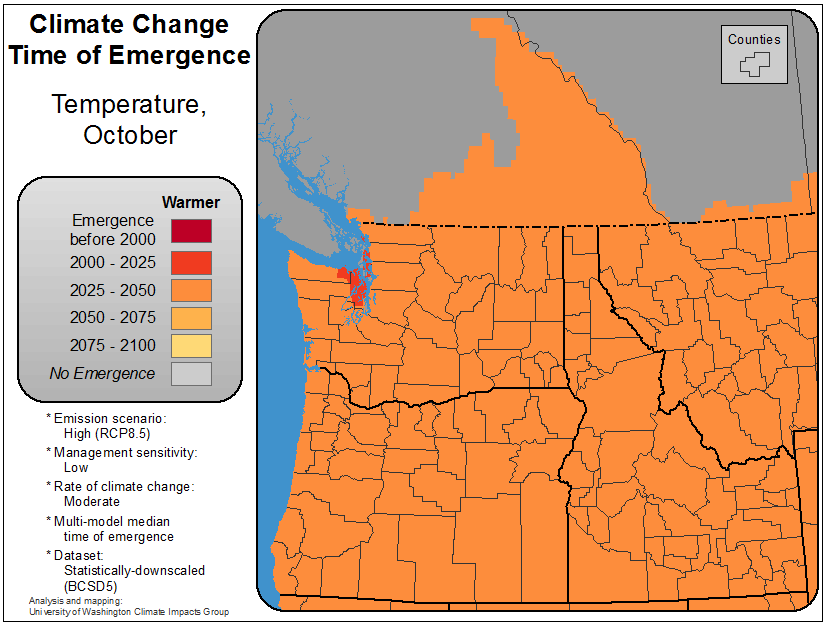 Climate Change
Time of Emergence
Temperature,
October
Counties
Warmer
Emergence
before 2000
2000 - 2025
2025 - 2050
2050 - 2075
2075 - 2100
No Emergence
* Emission scenario:
High (RCP8.5)
* Management sensitivity:
Low
* Rate of climate change:
Moderate
* Multi-model median
time of emergence
* Dataset:
Statistically-downscaled
(BCSD5)
Analysis and mapping:
University of Washington Climate Impacts Group